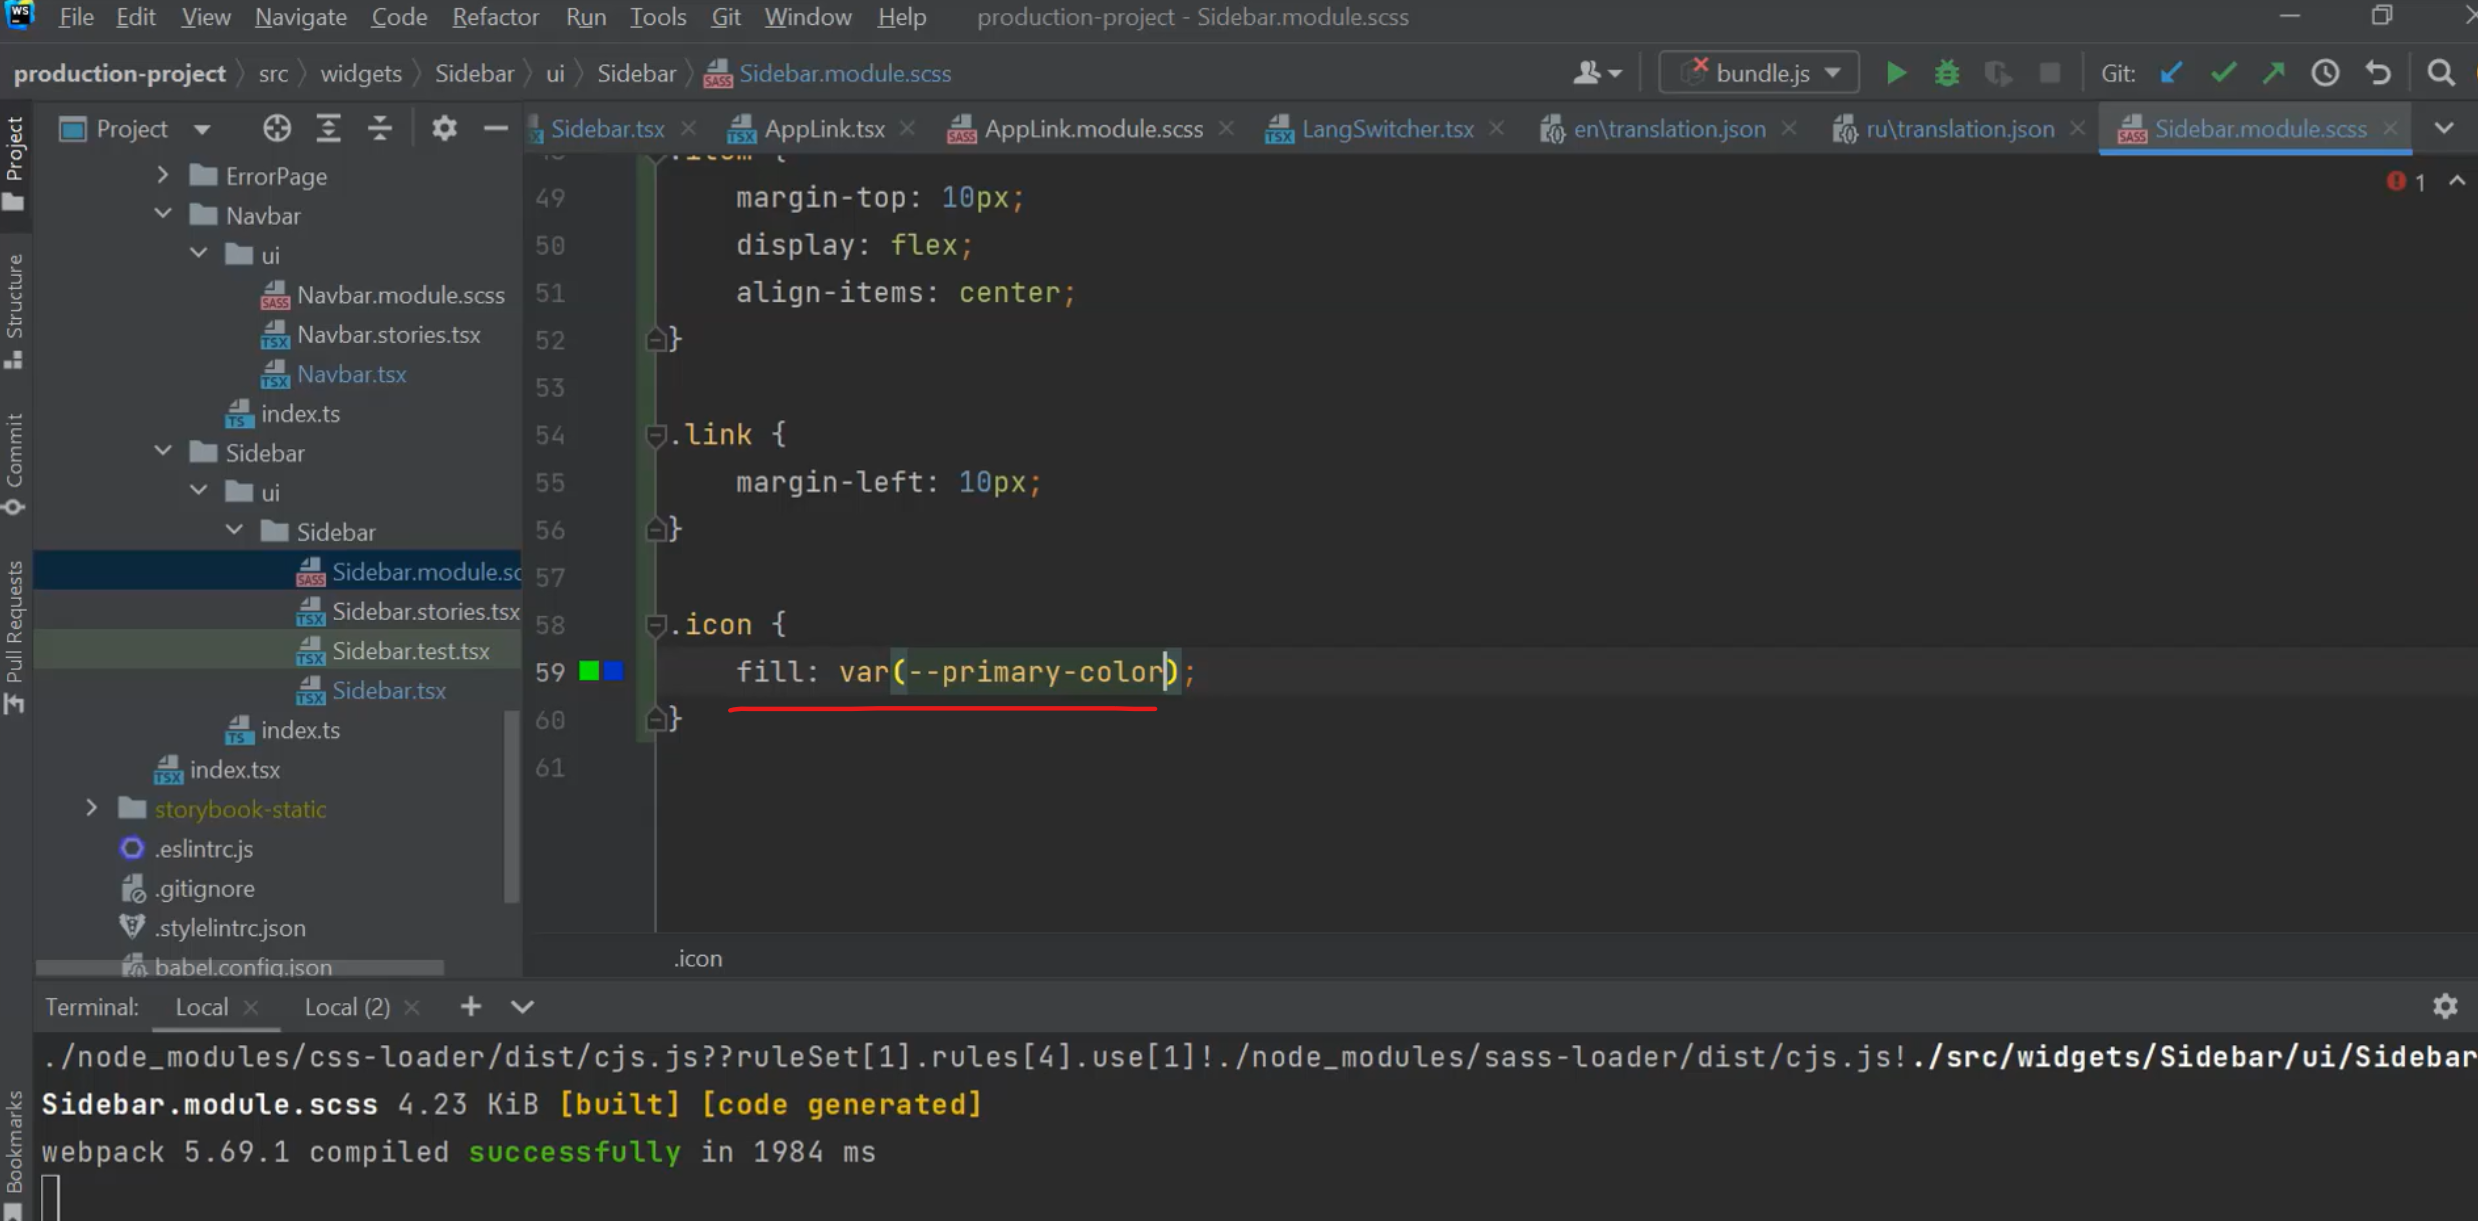 WS File Edit View Navigate Code Refactor Run Tools Git Window Help production-project - Sidebar.module.scss
production-project src widgets Sidebar ui Sidebar Sidebar.module.scss bundle.js Git:
Project Sidebar.tsx AppLink.tsx AppLink.module.scss LangSwitcher.tsx en\translation.json ru\translation.json Sidebar.module.scss
1
Project
Structure
Commit
Pull Requests
Bookmarks
ErrorPage
Navbar
ui
Navbar.module.scss
Navbar.stories.tsx
Navbar.tsx
index.ts
Sidebar
ui
Sidebar
Sidebar.module.sc
Sidebar.stories.tsx
Sidebar.test.tsx
Sidebar.tsx
index.ts
index.tsx
storybook-static
.eslintrc.js
.gitignore
.stylelintrc.json
babel.config.json
.item {
49 margin-top: 10px;
50 display: flex;
51 align-items: center;
52 }
53
54 .link {
55 margin-left: 10px;
56 }
57
58 .icon {
59 fill: var(--primary-color);
60 }
61
.icon
Terminal: Local Local (2)
./node_modules/css-loader/dist/cjs.js??ruleSet[1].rules[4].use[1]!./node_modules/sass-loader/dist/cjs.js!./src/widgets/Sidebar/ui/Sidebar
Sidebar.module.scss 4.23 KiB [built] [code generated]
webpack 5.69.1 compiled successfully in 1984 ms